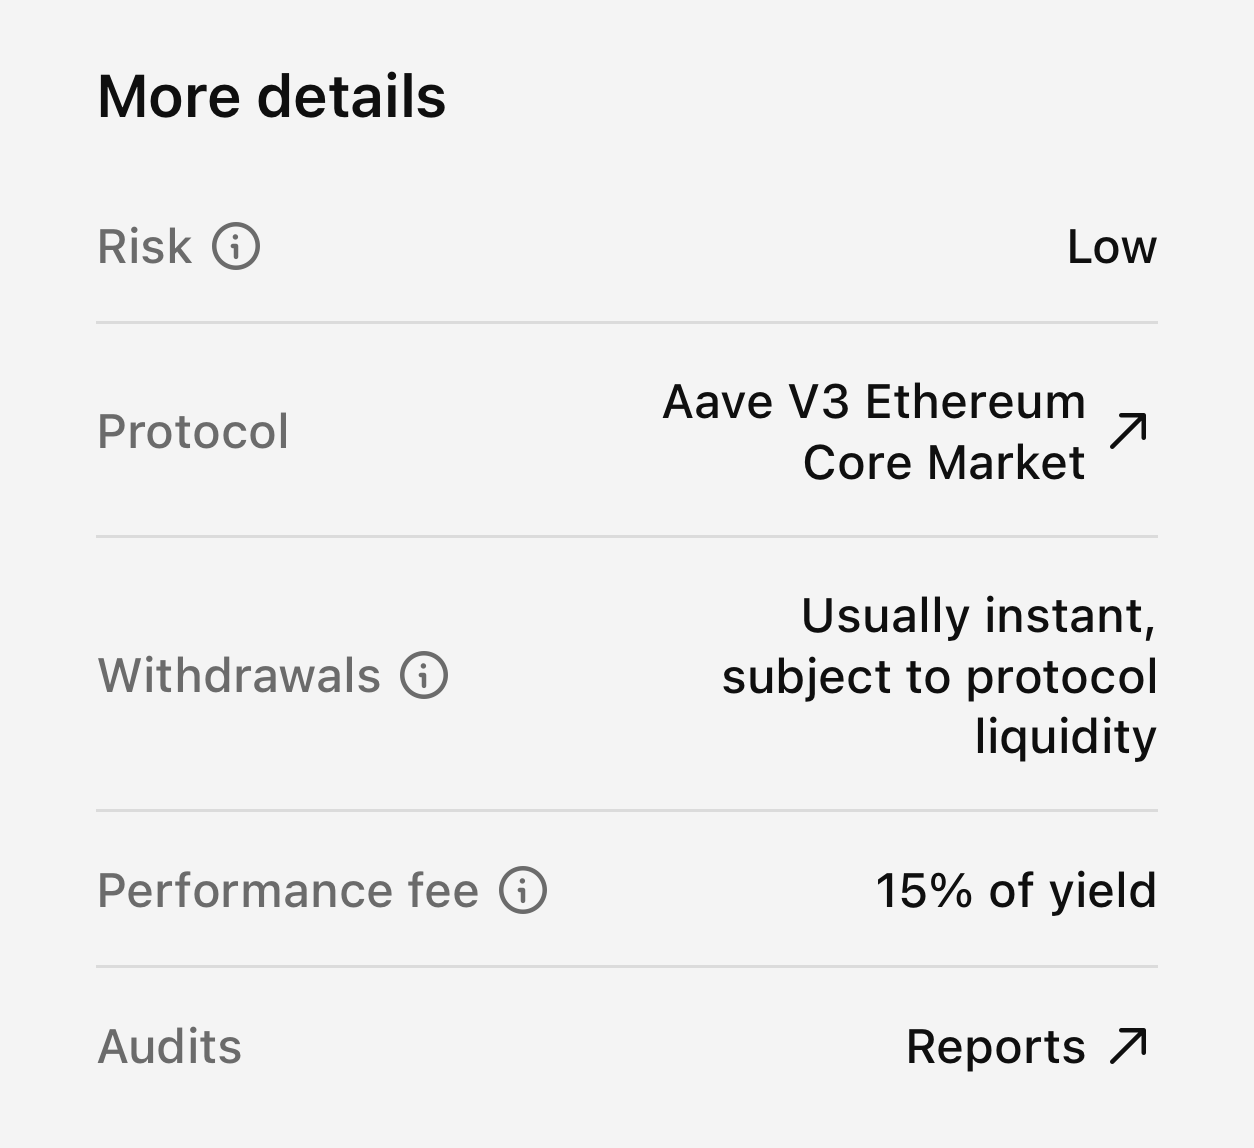 More details
Risk
Low
Protocol
Aave V3 Ethereum
Core Market
Withdrawals
Usually instant,
subject to protocol
liquidity
Performance fee
15% of yield
Audits
Reports